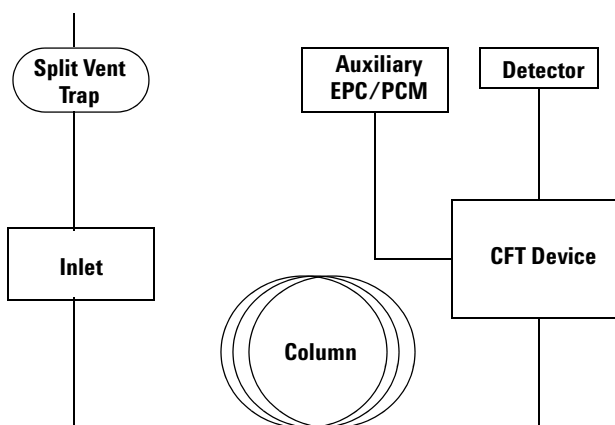 Split Vent
Trap
Auxiliary
EPC/PCM
Detector
Inlet
CFT Device
Column